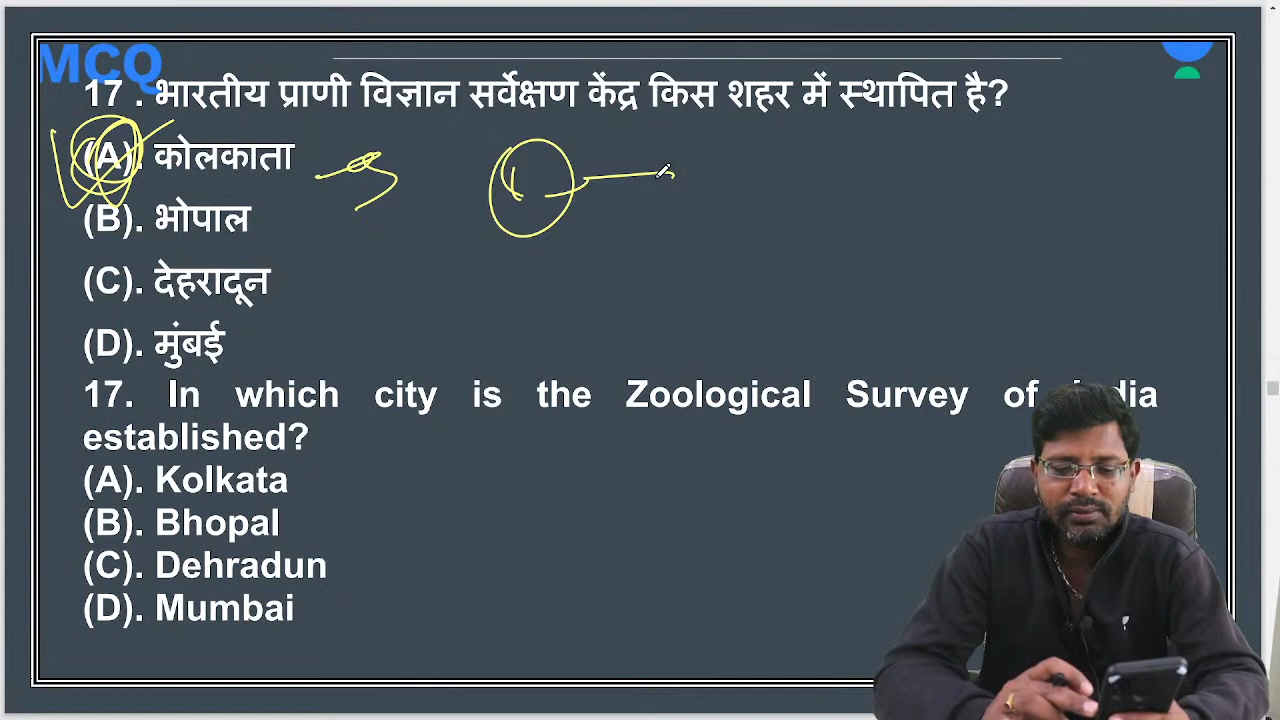 MCQ
17 . भारतीय प्राणी विज्ञान सर्वेक्षण केंद्र किस शहर में स्थापित है?
(A). कोलकाता
(B). भोपाल
(C). देहरादून
(D). मुंबई
17. In which city is the Zoological Survey of India
established?
(A). Kolkata
(B). Bhopal
(C). Dehradun
(D). Mumbai